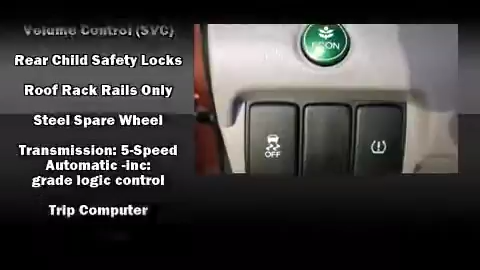 Volume Control (SVC)
Rear Child Safety Locks
Roof Rack Rails Only
Steel Spare Wheel
Transmission: 5-Speed
Automatic -inc:
grade logic control
Trip Computer
ECON
OFF